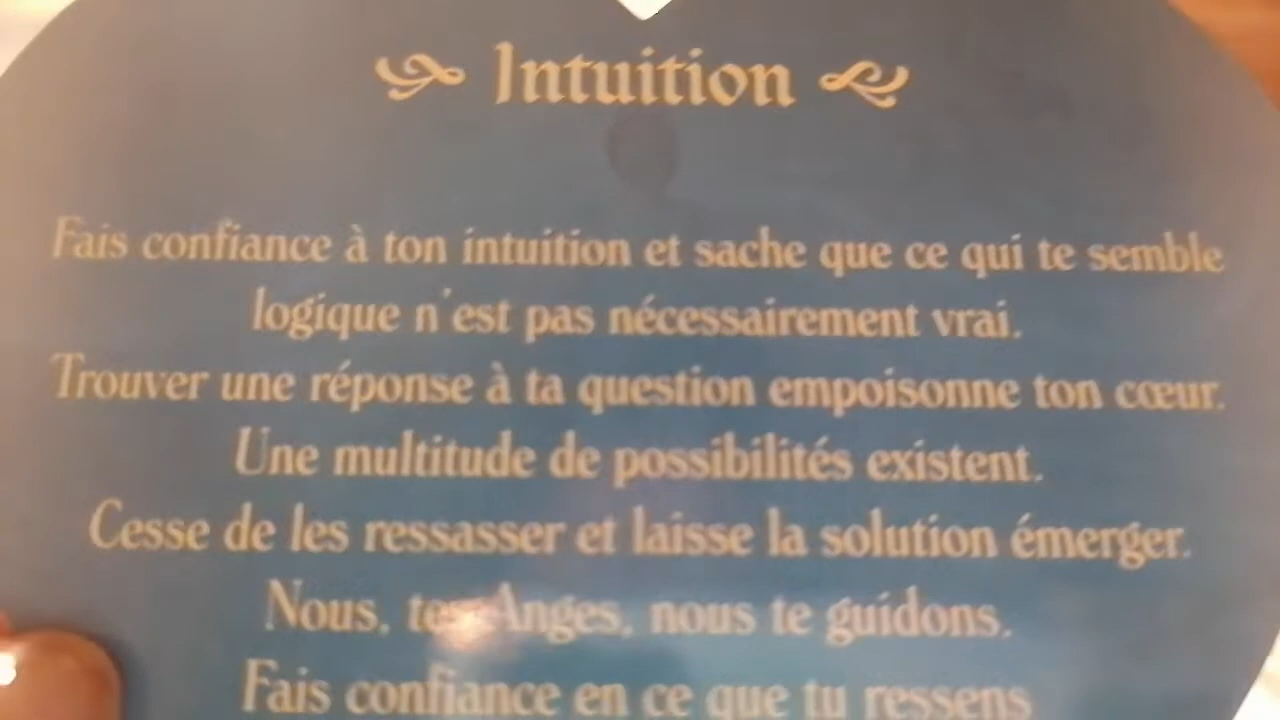 Intuition
Fais confiance à ton intuition et sache que ce qui te semble
logique n'est pas nécessairement vrai.
Trouver une réponse à ta question empoisonne ton cœur.
Une multitude de possibilités existent.
Cesse de les ressasser et laisse la solution émerger.
Nous, tes Anges, nous te guidons.
Fais confiance en ce que tu ressens